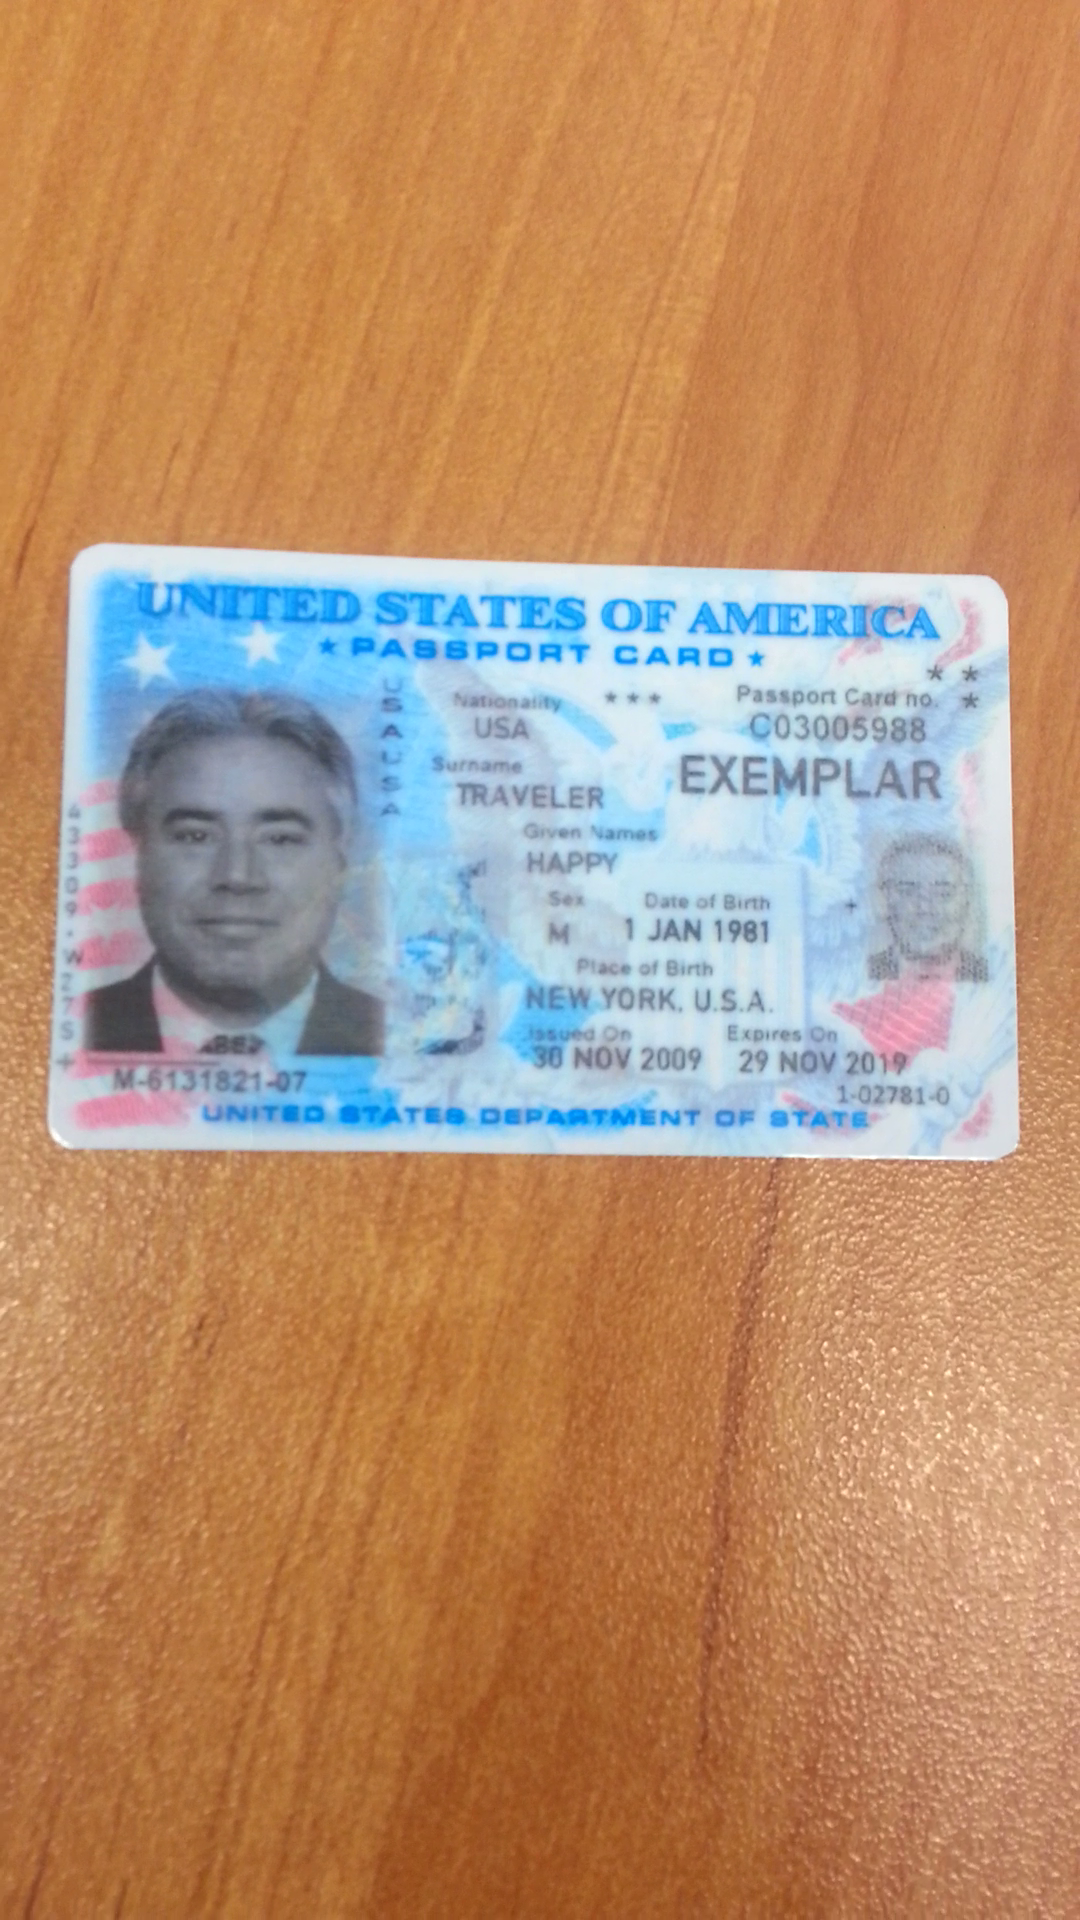 UNITED STATES OF AMERICA
★ PASSPORT CARD ★
Nationality * * * Passport Card no. * * *
USA C03005988
Surname EXEMPLAR
TRAVELER
Given Names
HAPPY
Sex Date of Birth
M 1 JAN 1981
Place of Birth
NEW YORK, U.S.A.
Issued On Expires On
30 NOV 2009 29 NOV 2019
M-6131821-07 1-02781-0
UNITED STATES DEPARTMENT OF STATE
USAUSA